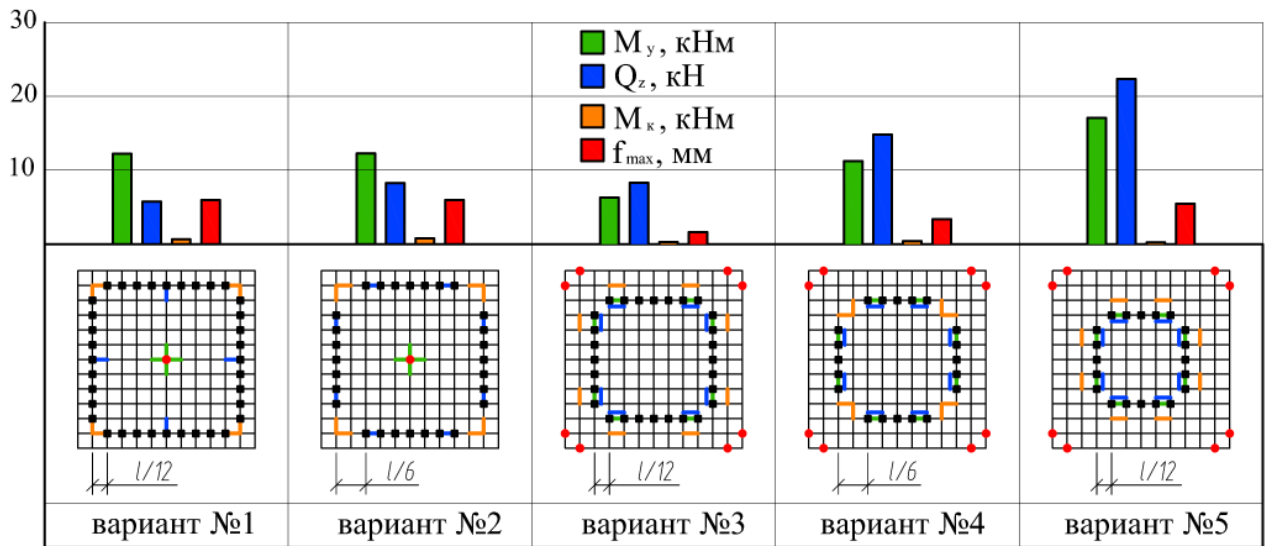 30
20
10
M y, кНм
Q z, кН
M к, кНм
f max, мм
l/12
l/6
l/12
l/6
l/12
вариант №1
вариант №2
вариант №3
вариант №4
вариант №5